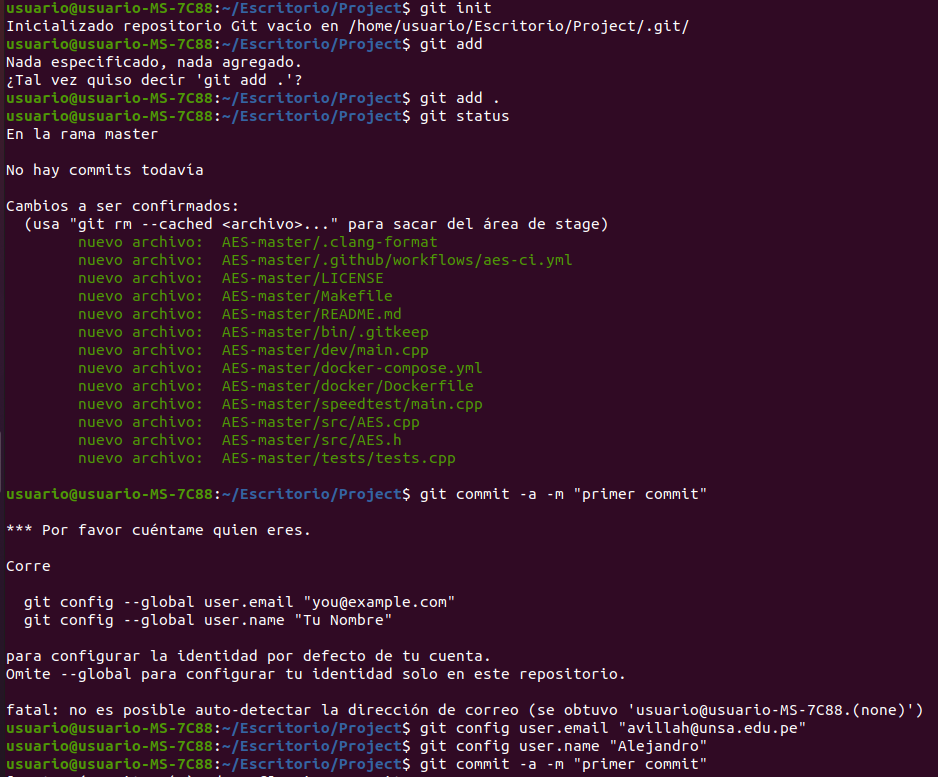 usuario@usuario-MS-7C88:~/Escritorio/Project$ git init
Inicializado repositorio Git vacío en /home/usuario/Escritorio/Project/.git/
usuario@usuario-MS-7C88:~/Escritorio/Project$ git add
Nada especificado, nada agregado.
¿Tal vez quiso decir 'git add .'?
usuario@usuario-MS-7C88:~/Escritorio/Project$ git add .
usuario@usuario-MS-7C88:~/Escritorio/Project$ git status
En la rama master
No hay commits todavía
Cambios a ser confirmados:
  (usa "git rm --cached <archivo>..." para sacar del área de stage)
        nuevo archivo:  AES-master/.clang-format
        nuevo archivo:  AES-master/.github/workflows/aes-ci.yml
        nuevo archivo:  AES-master/LICENSE
        nuevo archivo:  AES-master/Makefile
        nuevo archivo:  AES-master/README.md
        nuevo archivo:  AES-master/bin/.gitkeep
        nuevo archivo:  AES-master/dev/main.cpp
        nuevo archivo:  AES-master/docker-compose.yml
        nuevo archivo:  AES-master/docker/Dockerfile
        nuevo archivo:  AES-master/speedtest/main.cpp
        nuevo archivo:  AES-master/src/AES.cpp
        nuevo archivo:  AES-master/src/AES.h
        nuevo archivo:  AES-master/tests/tests.cpp
usuario@usuario-MS-7C88:~/Escritorio/Project$ git commit -a -m "primer commit"
*** Por favor cuéntame quien eres.
Corre
  git config --global user.email "you@example.com"
  git config --global user.name "Tu Nombre"
para configurar la identidad por defecto de tu cuenta.
Omite --global para configurar tu identidad solo en este repositorio.
fatal: no es posible auto-detectar la dirección de correo (se obtuvo 'usuario@usuario-MS-7C88.(none)')
usuario@usuario-MS-7C88:~/Escritorio/Project$ git config user.email "avillah@unsa.edu.pe"
usuario@usuario-MS-7C88:~/Escritorio/Project$ git config user.name "Alejandro"
usuario@usuario-MS-7C88:~/Escritorio/Project$ git commit -a -m "primer commit"